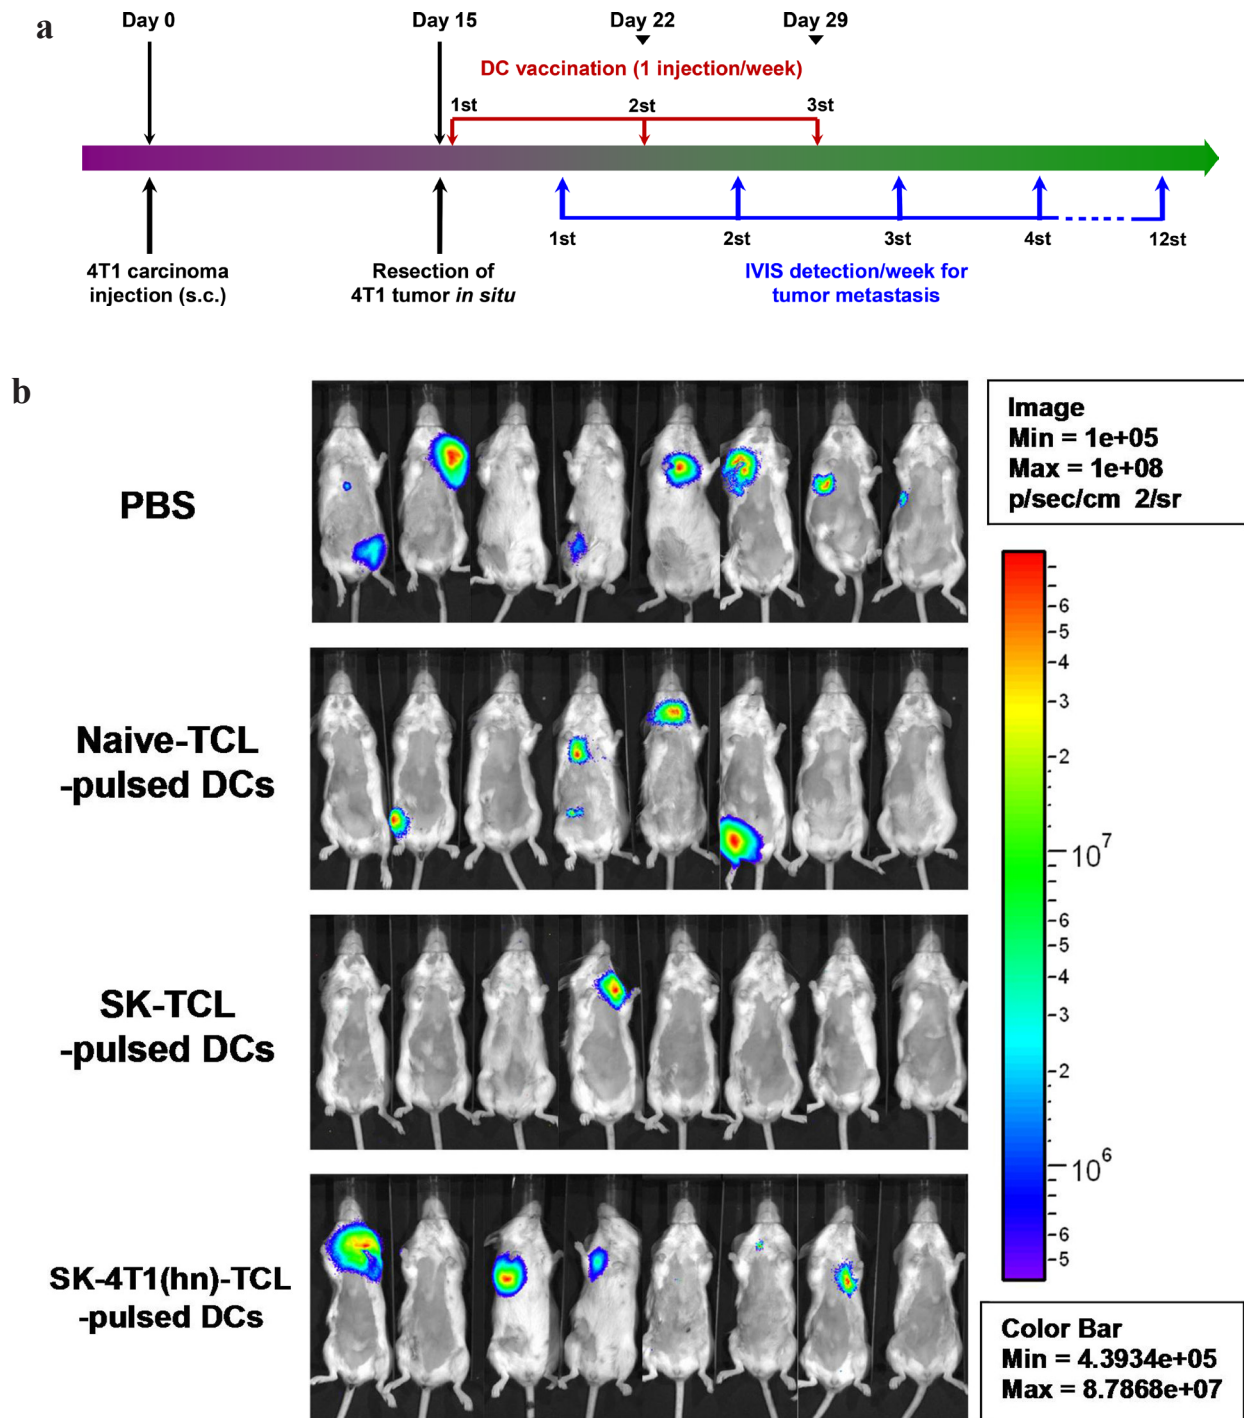 a
Day 0
Day 15
Day 22
Day 29
DC vaccination (1 injection/week)
1st
2st
3st
1st
2st
3st
4st
12st
4T1 carcinoma
injection (s.c.)
Resection of
4T1 tumor in situ
IVIS detection/week for
tumor metastasis
b
PBS
Naive-TCL
-pulsed DCs
SK-TCL
-pulsed DCs
SK-4T1(hn)-TCL
-pulsed DCs
Image
Min = 1e+05
Max = 1e+08
p/sec/cm 2/sr
6
5
4
3
2
10⁷
6
5
4
3
2
10⁶
6
5
Color Bar
Min = 4.3934e+05
Max = 8.7868e+07